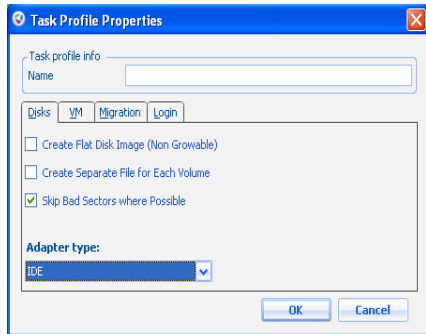 Task Profile Properties
Task profile info
Name
Disks VM Migration Login
Create Flat Disk Image (Non Growable)
Create Separate File for Each Volume
Skip Bad Sectors where Possible
Adapter type:
IDE
OK Cancel